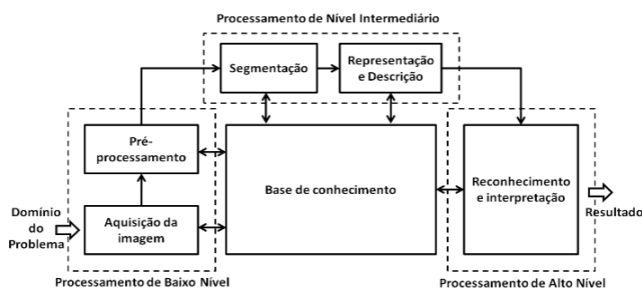 Processamento de Nível Intermediário
Segmentação
Representação
e Descrição
Pré-
processamento
Base de conhecimento
Reconhecimento
e interpretação
Domínio
do
Problema
Aquisição da
imagem
Resultado
Processamento de Baixo Nível
Processamento de Alto Nível